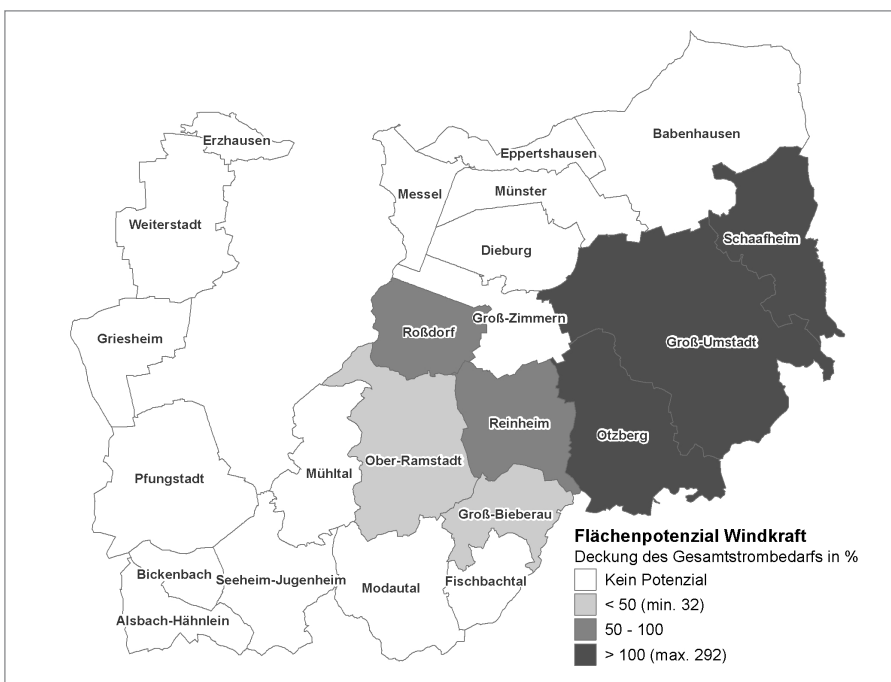 Babenhausen
Erzhausen
Eppertshausen
Messel
Münster
Weiterstadt
Schaafheim
Dieburg
Groß-Zimmern
Roßdorf
Griesheim
Groß-Umstadt
Reinheim
Otzberg
Ober-Ramstadt
Mühltal
Pfungstadt
Groß-Bieberau
Bickenbach
Seeheim-Jugenheim
Modautal
Fischbachtal
Alsbach-Hähnlein
Flächenpotenzial Windkraft
Deckung des Gesamtstrombedarfs in %
Kein Potenzial
< 50 (min. 32)
50 - 100
> 100 (max. 292)